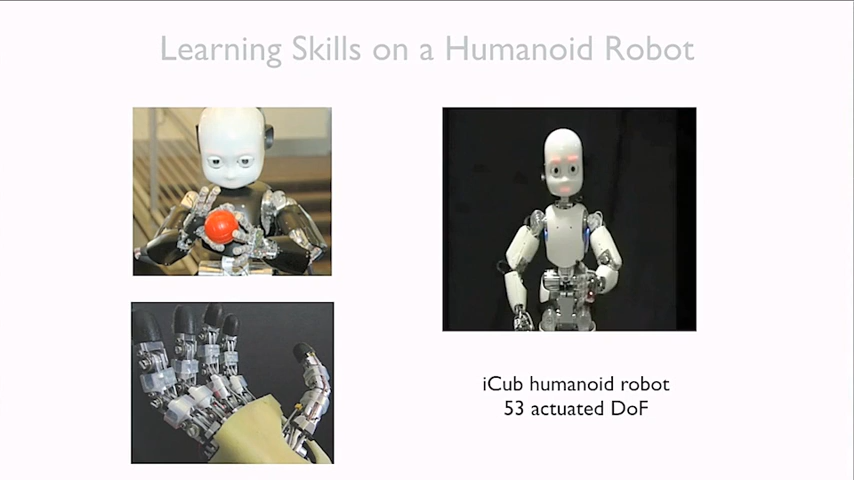 Learning Skills on a Humanoid Robot
iCub humanoid robot
53 actuated DoF